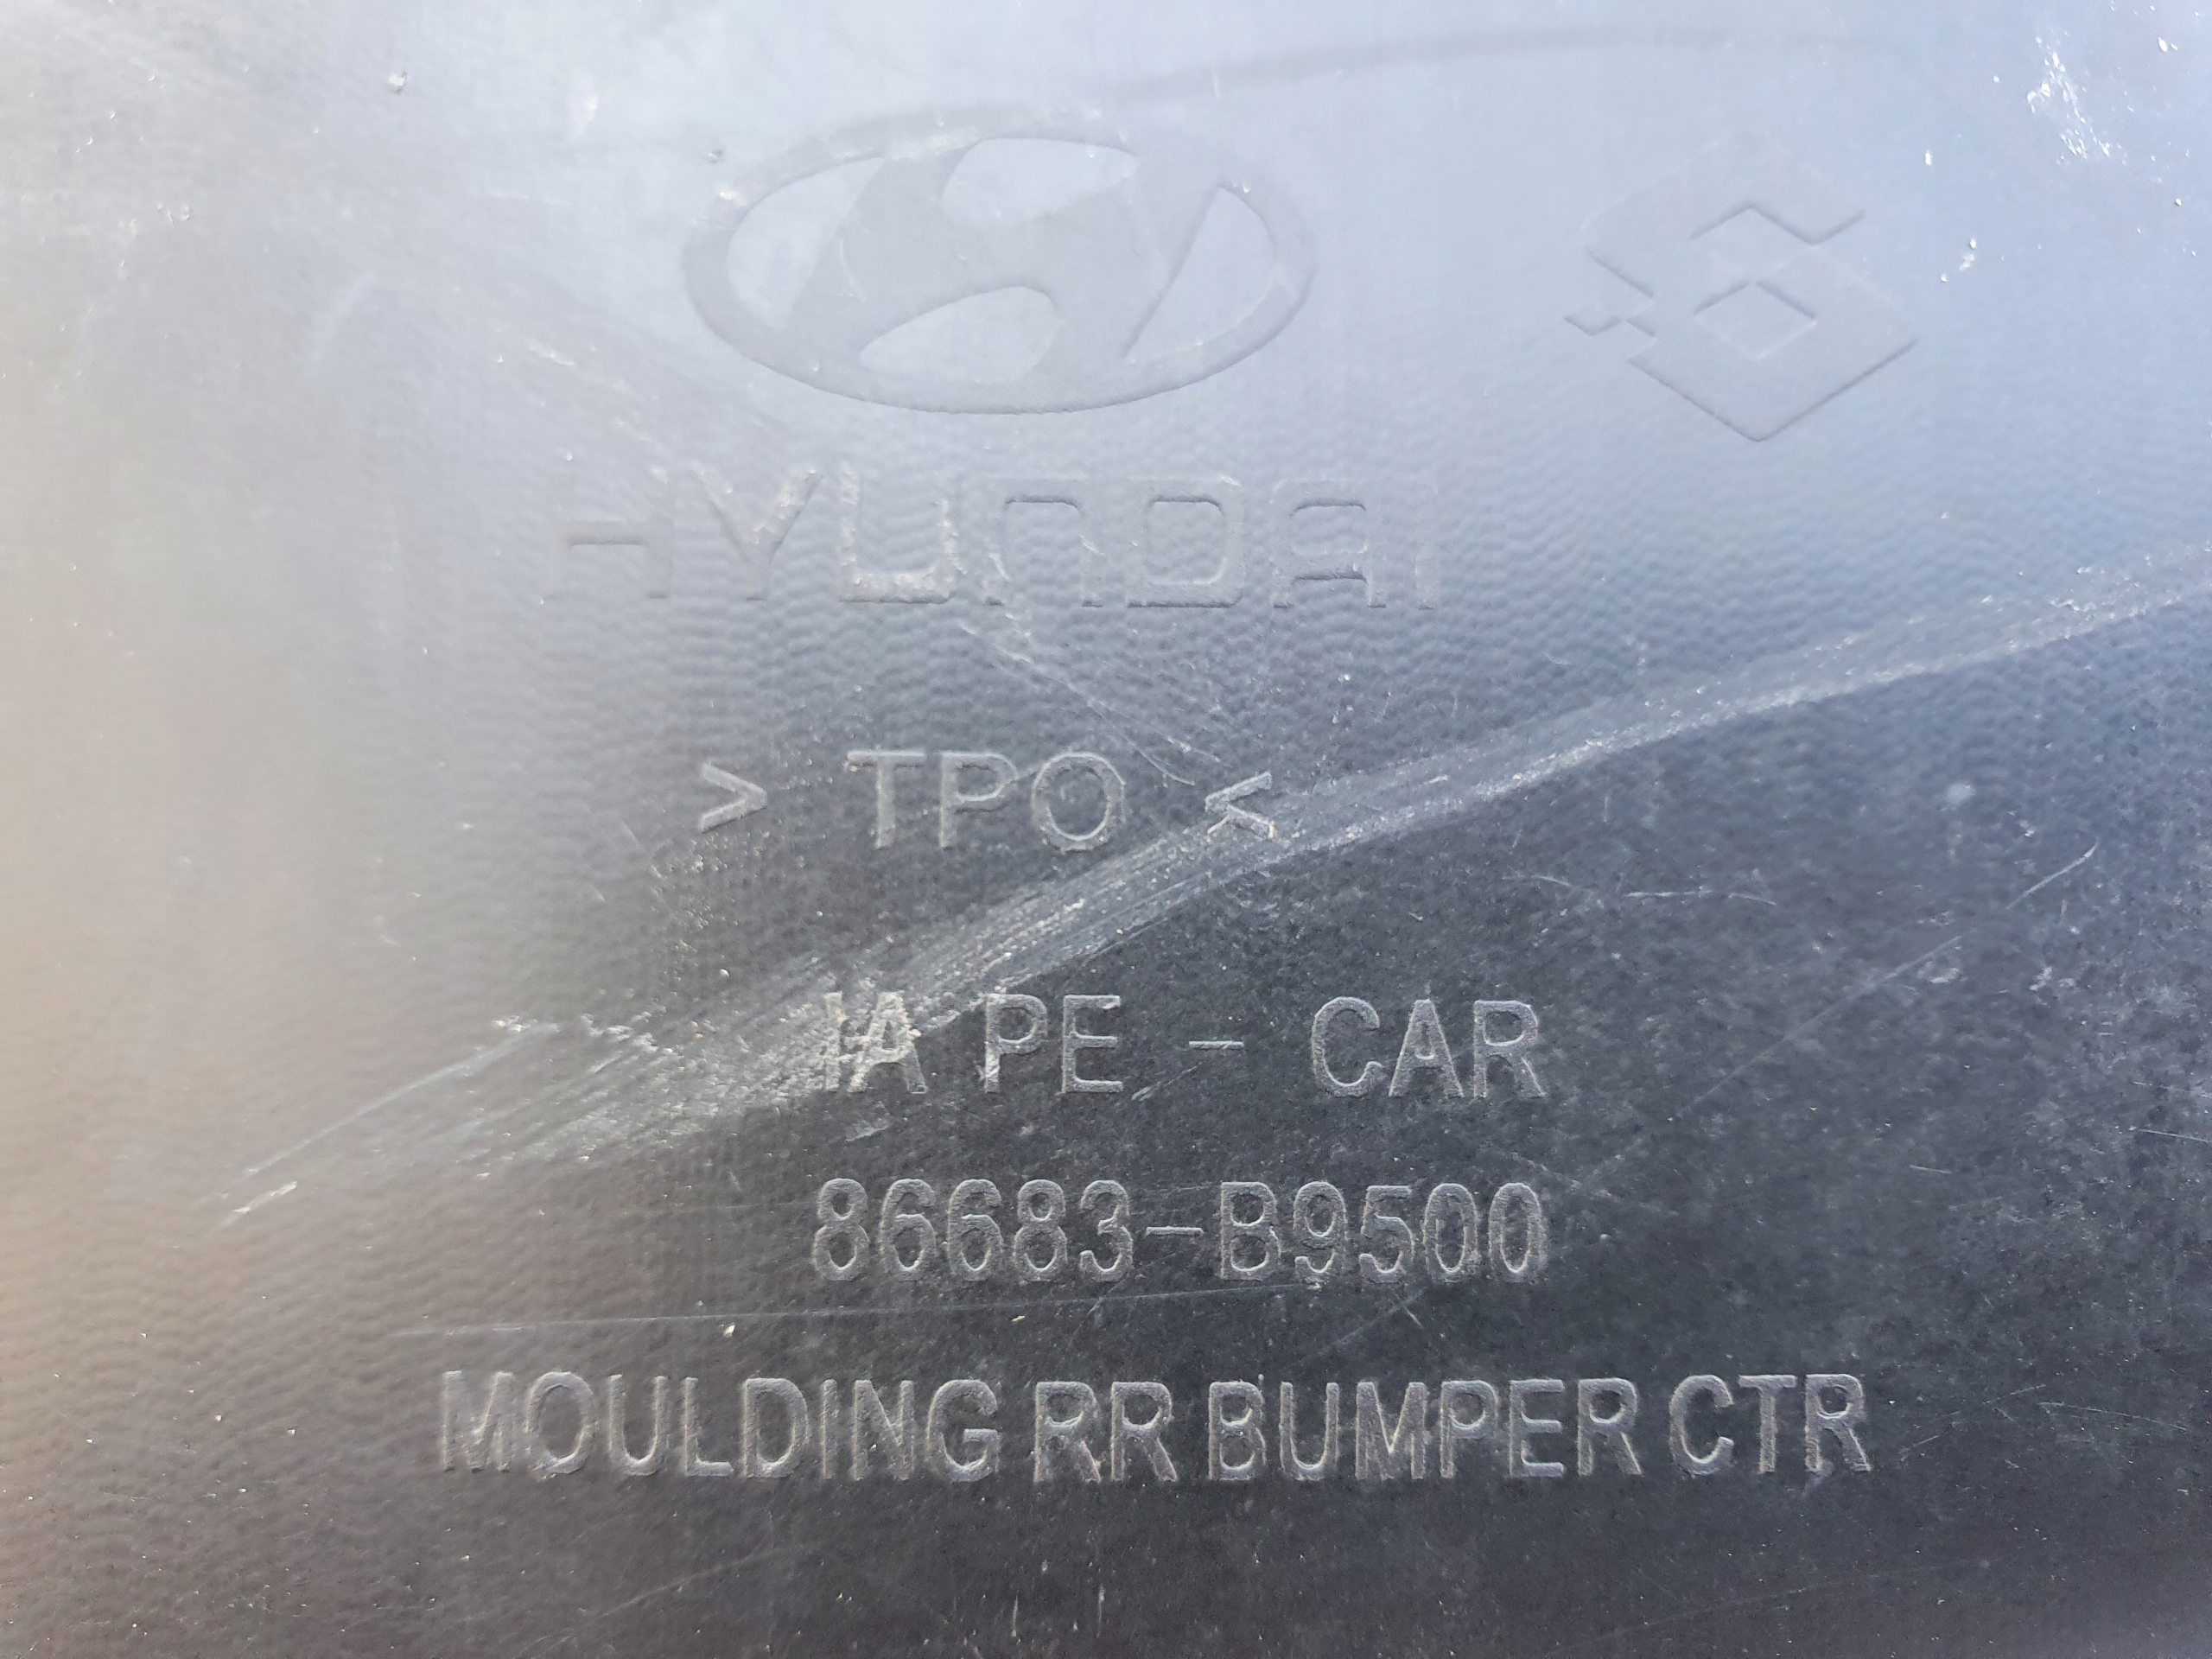 HYUNDAI
> TPO <
IA PE - CAR
86683-B9500
MOULDING RR BUMPER CTR